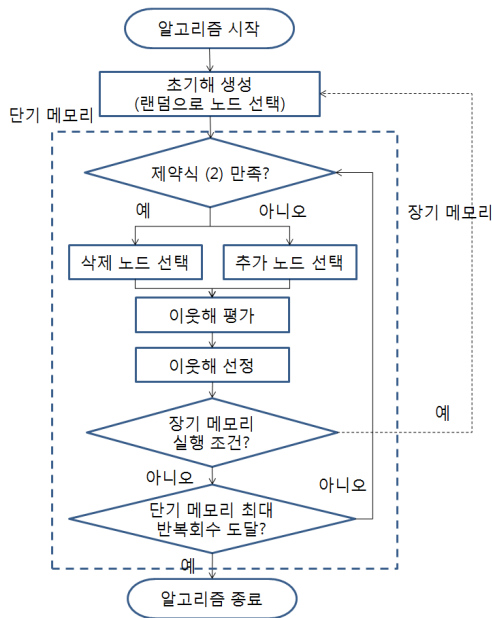 알고리즘 시작
초기해 생성
(랜덤으로 노드 선택)
단기 메모리
제약식 (2) 만족?
장기 메모리
예
아니오
삭제 노드 선택
추가 노드 선택
이웃해 평가
이웃해 선정
장기 메모리
실행 조건?
예
아니오
아니오
단기 메모리 최대
반복회수 도달?
예
알고리즘 종료